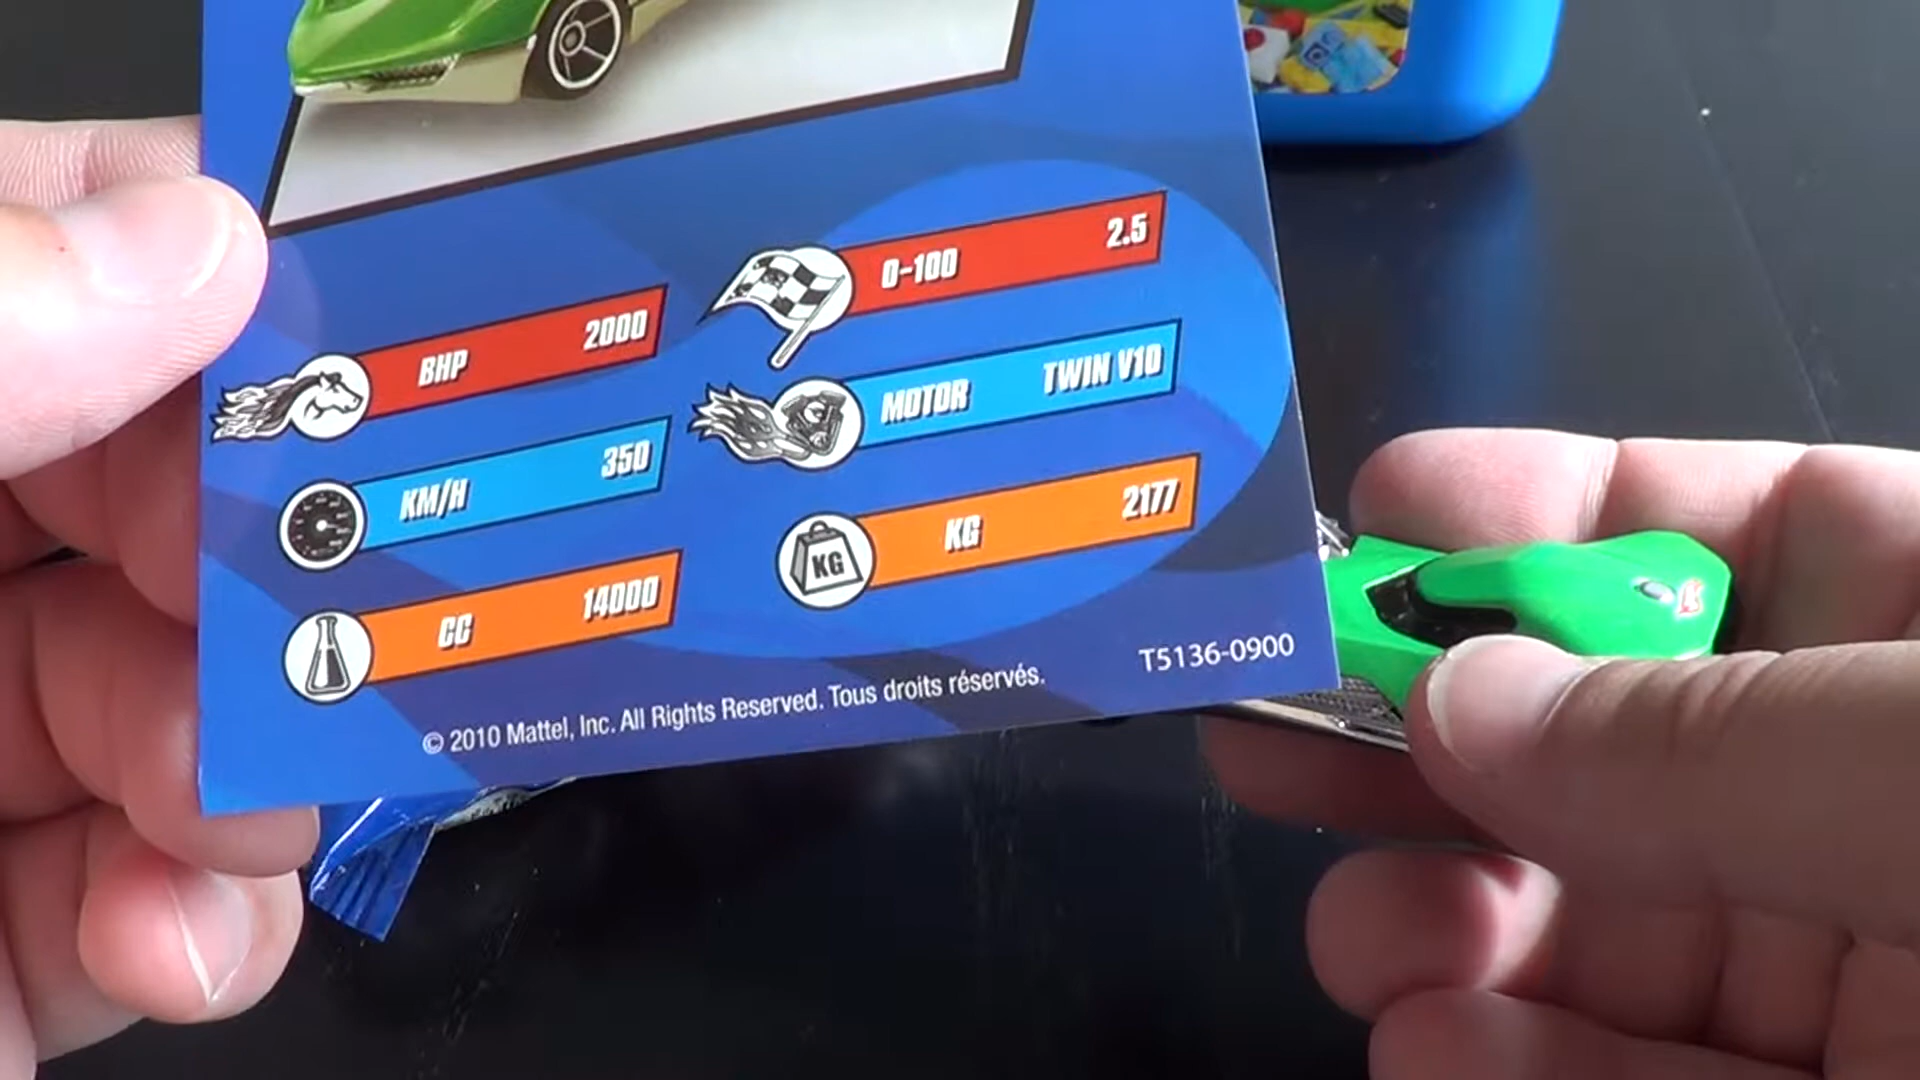 BHP 2000
KM/H 350
CC 14000
0-100 2.5
MOTOR TWIN V10
KG KG 2177
© 2010 Mattel, Inc. All Rights Reserved. Tous droits réservés.
T5136-0900